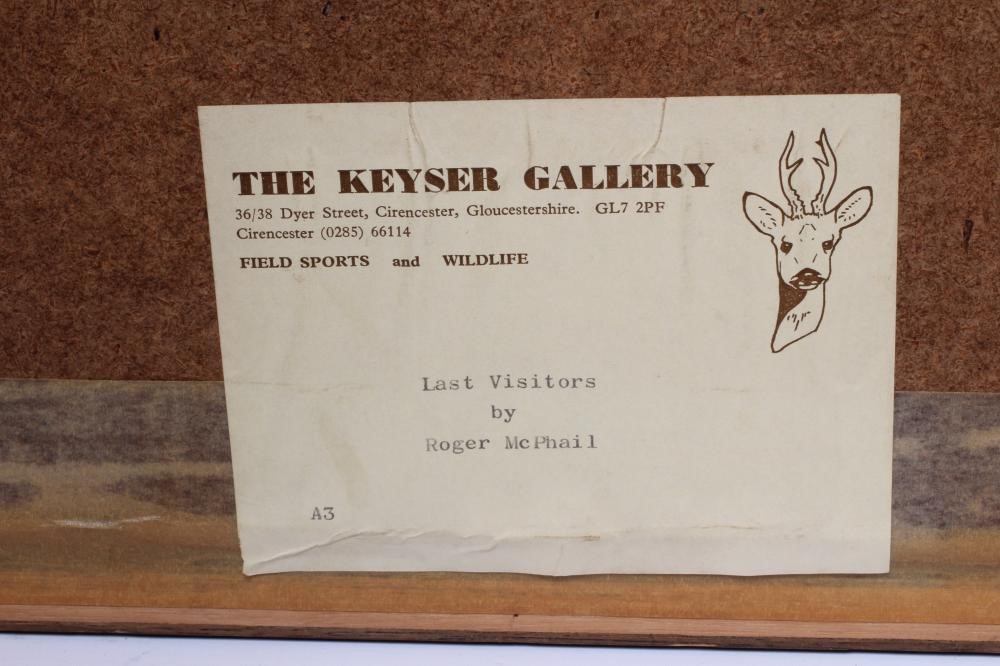 THE KEYSER GALLERY
36/38 Dyer Street, Cirencester, Gloucestershire. GL7 2PF
Cirencester (0285) 66114
FIELD SPORTS and WILDLIFE
Last Visitors
by
Roger McPhail
A3